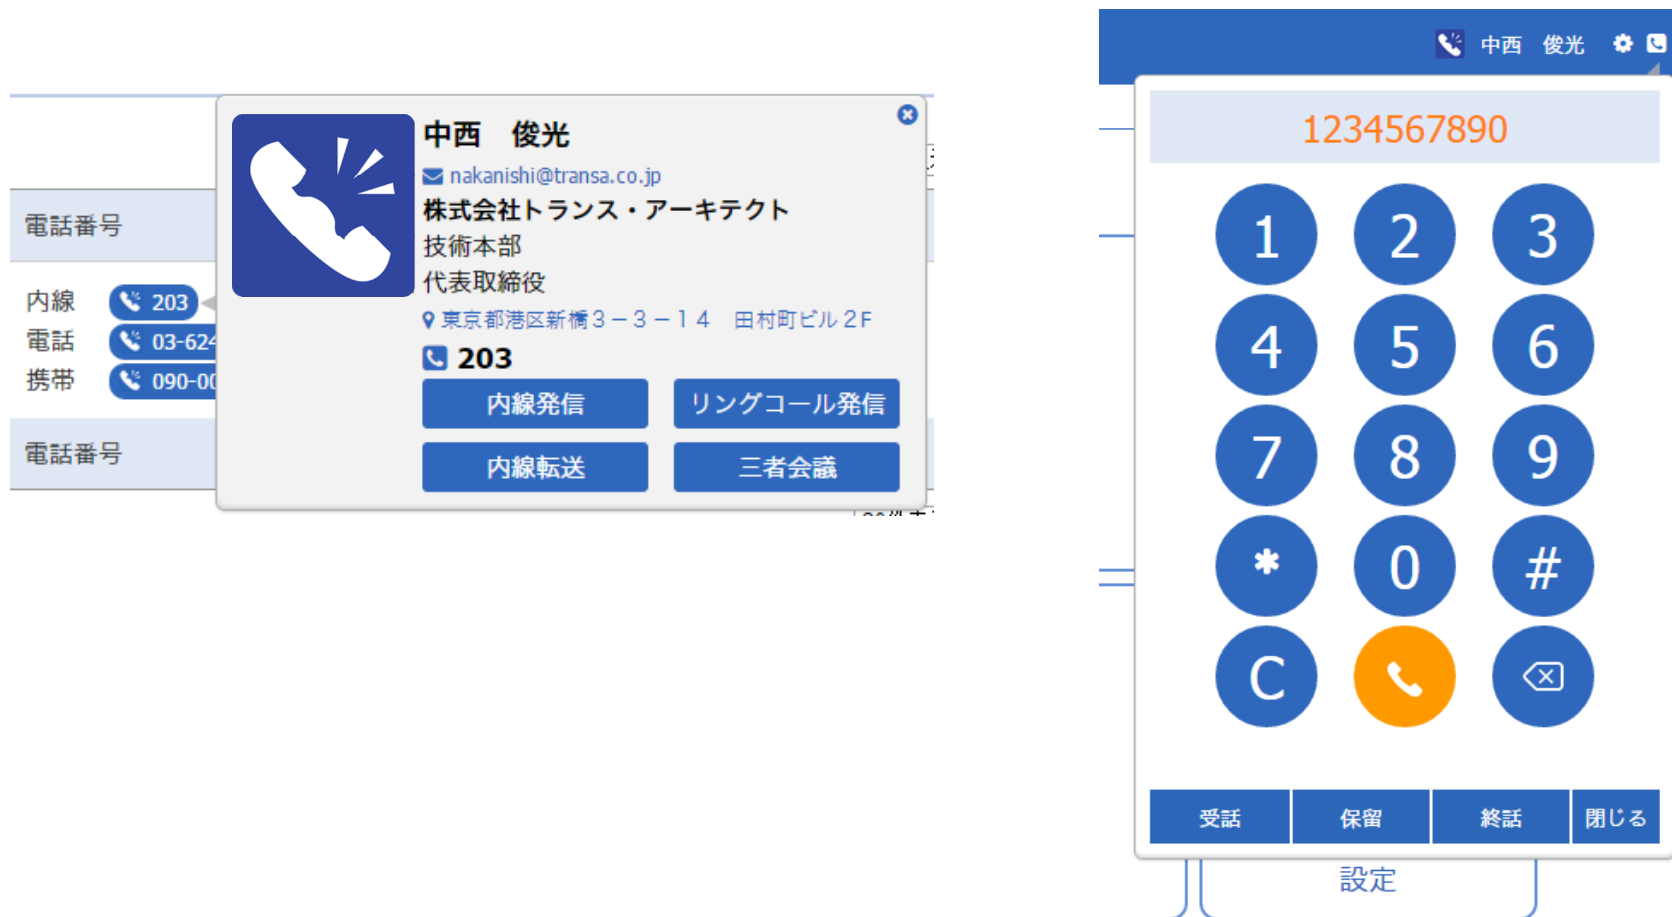 電話番号
内線 203
電話 03-624
携帯 090-00
電話番号
中西　俊光
nakanishi@transa.co.jp
株式会社トランス・アーキテクト
技術本部
代表取締役
東京都港区新橋３－３－１４　田村町ビル２F
203
内線発信 リングコール発信
内線転送 三者会議
中西　俊光
1234567890
1 2 3
4 5 6
7 8 9
* 0 #
C
受話 保留 終話 閉じる
設定